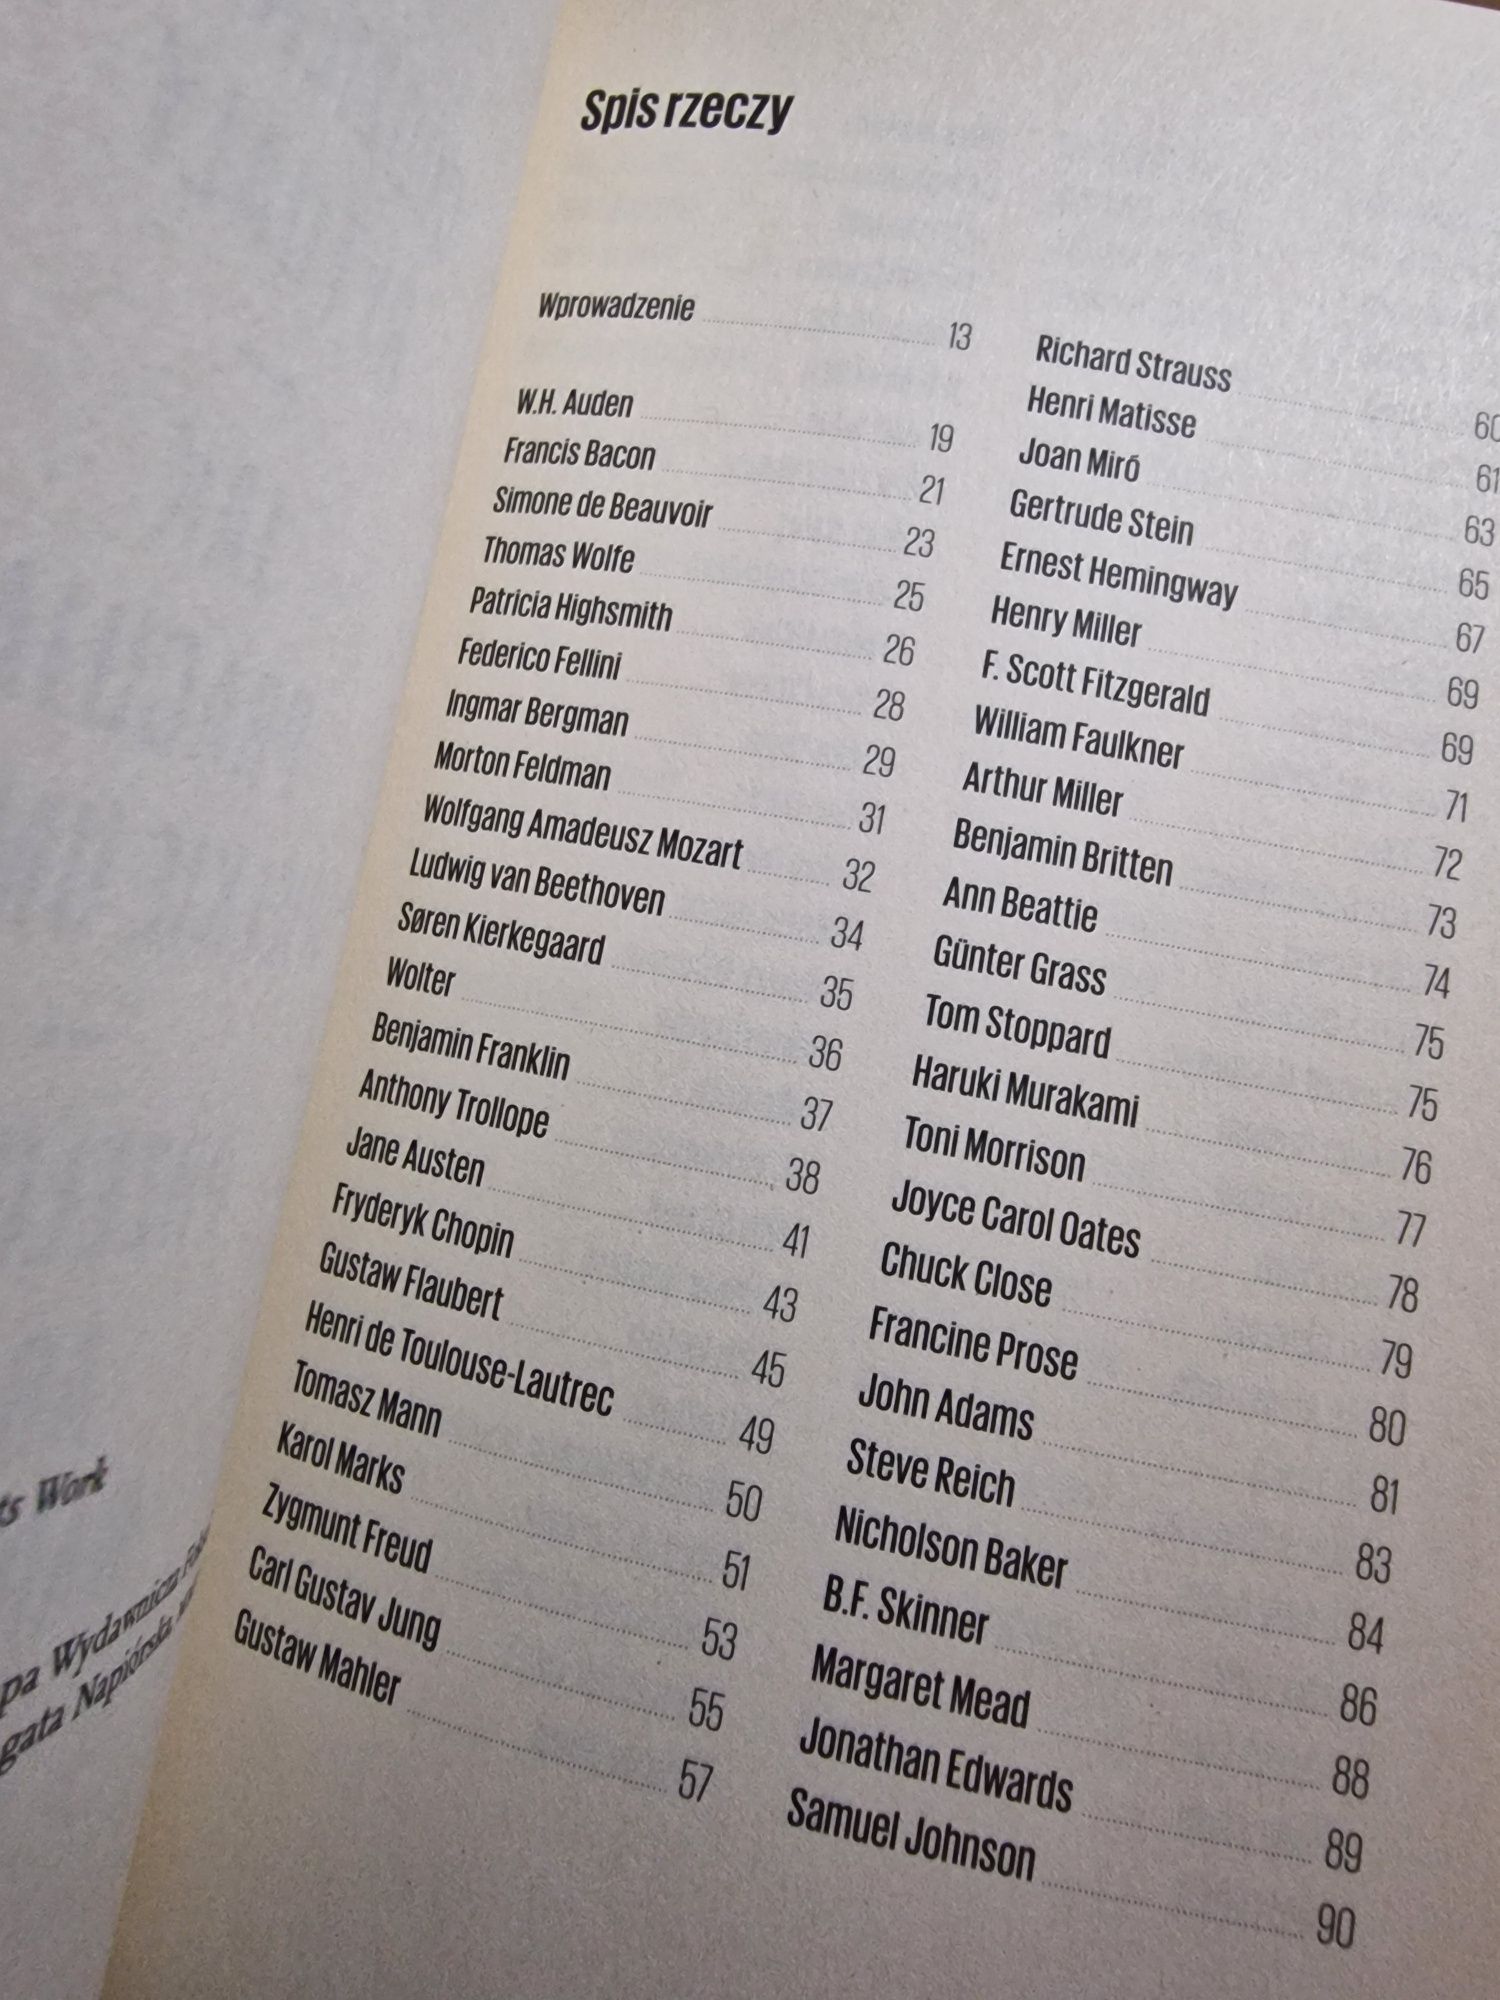 Spis rzeczy
Wprowadzenie 13
W.H. Auden 19
Francis Bacon 21
Simone de Beauvoir 23
Thomas Wolfe 25
Patricia Highsmith 26
Federico Fellini 28
Ingmar Bergman 29
Morton Feldman 31
Wolfgang Amadeusz Mozart 32
Ludwig van Beethoven 34
Søren Kierkegaard 35
Wolter 36
Benjamin Franklin 37
Anthony Trollope 38
Jane Austen 41
Fryderyk Chopin 43
Gustaw Flaubert 45
Henri de Toulouse-Lautrec 49
Tomasz Mann 50
Karol Marks 51
Zygmunt Freud 53
Carl Gustav Jung 55
Gustaw Mahler 57
Richard Strauss 60
Henri Matisse 61
Joan Miró 63
Gertrude Stein 65
Ernest Hemingway 67
Henry Miller 69
F. Scott Fitzgerald 69
William Faulkner 71
Arthur Miller 72
Benjamin Britten 73
Ann Beattie 74
Günter Grass 75
Tom Stoppard 75
Haruki Murakami 76
Toni Morrison 77
Joyce Carol Oates 78
Chuck Close 79
Francine Prose 80
John Adams 81
Steve Reich 83
Nicholson Baker 84
B.F. Skinner 86
Margaret Mead 88
Jonathan Edwards 89
Samuel Johnson 90
ts Work
pa Wydawnicza
gata Napiórska